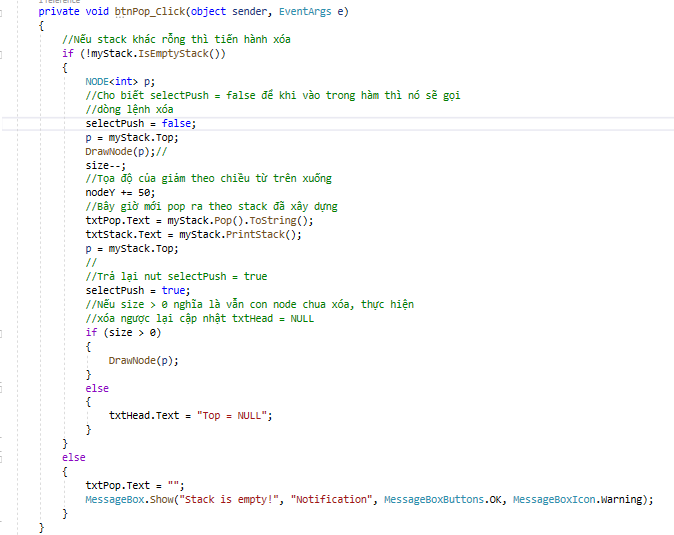 private void btnPop_Click(object sender, EventArgs e)
{
//Nếu stack khác rỗng thì tiến hành xóa
if (!myStack.IsEmptyStack())
{
NODE<int> p;
//Cho biết selectPush = false để khi vào trong hàm thì nó sẽ gọi
//dòng lệnh xóa
selectPush = false;
p = myStack.Top;
DrawNode(p);//
size--;
//Tọa độ của giảm theo chiều từ trên xuống
nodeY += 50;
//Bây giờ mới pop ra theo stack đã xây dựng
txtPop.Text = myStack.Pop().ToString();
txtStack.Text = myStack.PrintStack();
p = myStack.Top;
//
//Trả lại nut selectPush = true
selectPush = true;
//Nếu size > 0 nghĩa là vẫn con node chua xóa, thực hiện
//xóa ngược lại cập nhật txtHead = NULL
if (size > 0)
{
DrawNode(p);
}
else
{
txtHead.Text = "Top = NULL";
}
}
else
{
txtPop.Text = "";
MessageBox.Show("Stack is empty!", "Notification", MessageBoxButtons.OK, MessageBoxIcon.Warning);
}
}